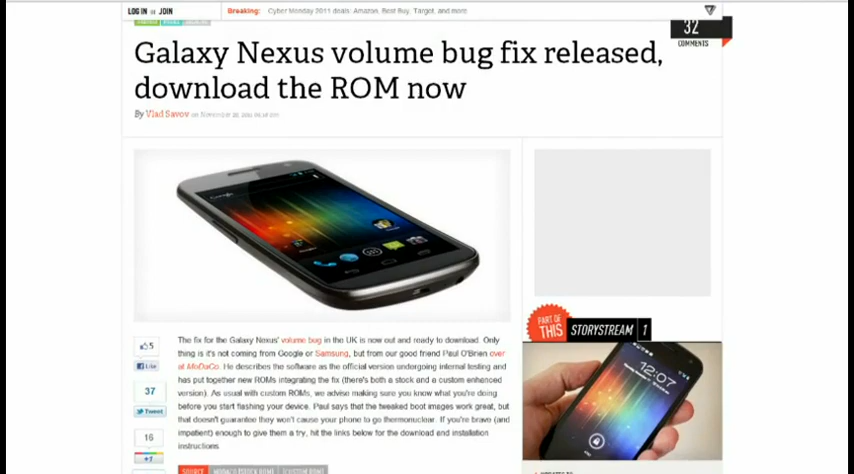 LOG IN or JOIN
Breaking: Cyber Monday 2011 deals: Amazon, Best Buy, Target, and more
32
COMMENTS
Galaxy Nexus volume bug fix released,
download the ROM now
By Vlad Savov on November 28, 2011
The fix for the Galaxy Nexus' volume bug in the UK is now out and ready to download. Only
thing is it's not coming from Google or Samsung, but from our good friend Paul O'Brien over
at MoDaCo. He describes the software as the official version undergoing internal testing and
has put together new ROMs integrating the fix (there's both a stock and a custom enhanced
version). As usual with custom ROMs, we advise making sure you know what you're doing
before you start flashing your device. Paul says that the tweaked boot images work great, but
that doesn't guarantee they won't cause your phone to go thermonuclear. If you're brave (and
impatient) enough to give them a try, hit the links below for the download and installation
instructions.
5
Like
37
Tweet
16
+1
SOURCE
Google
PART OF
THIS
STORYSTREAM 1
12:07